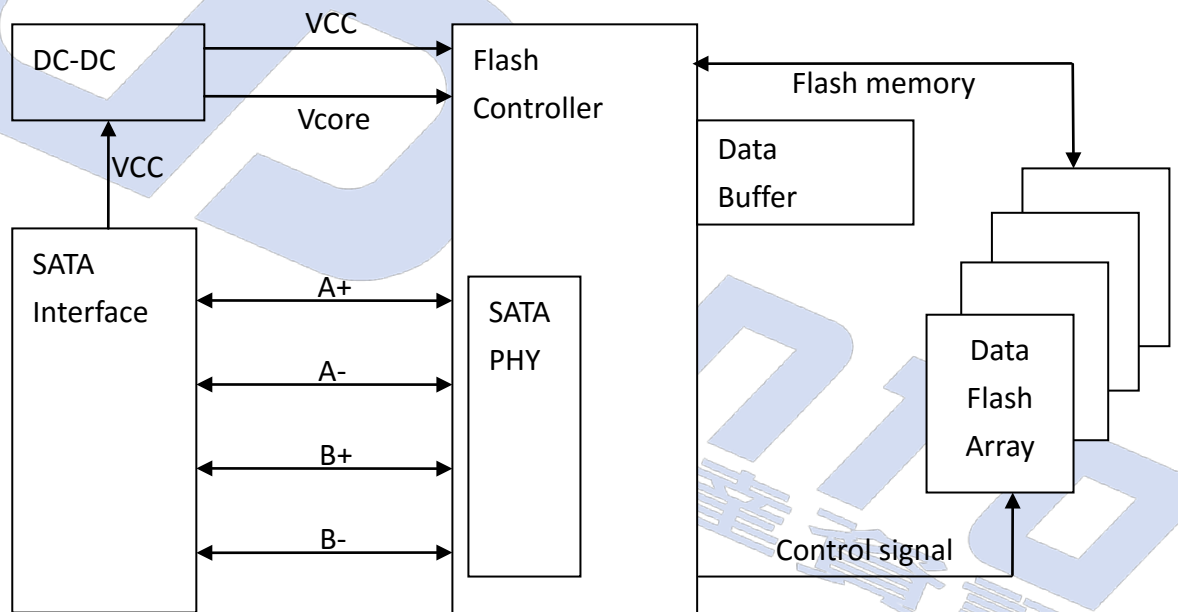 VCC
DC-DC
Flash
Controller
Flash memory
Vcore
Data
Buffer
VCC
SATA
Interface
A+
SATA
PHY
A-
Data
Flash
Array
B+
B-
Control signal